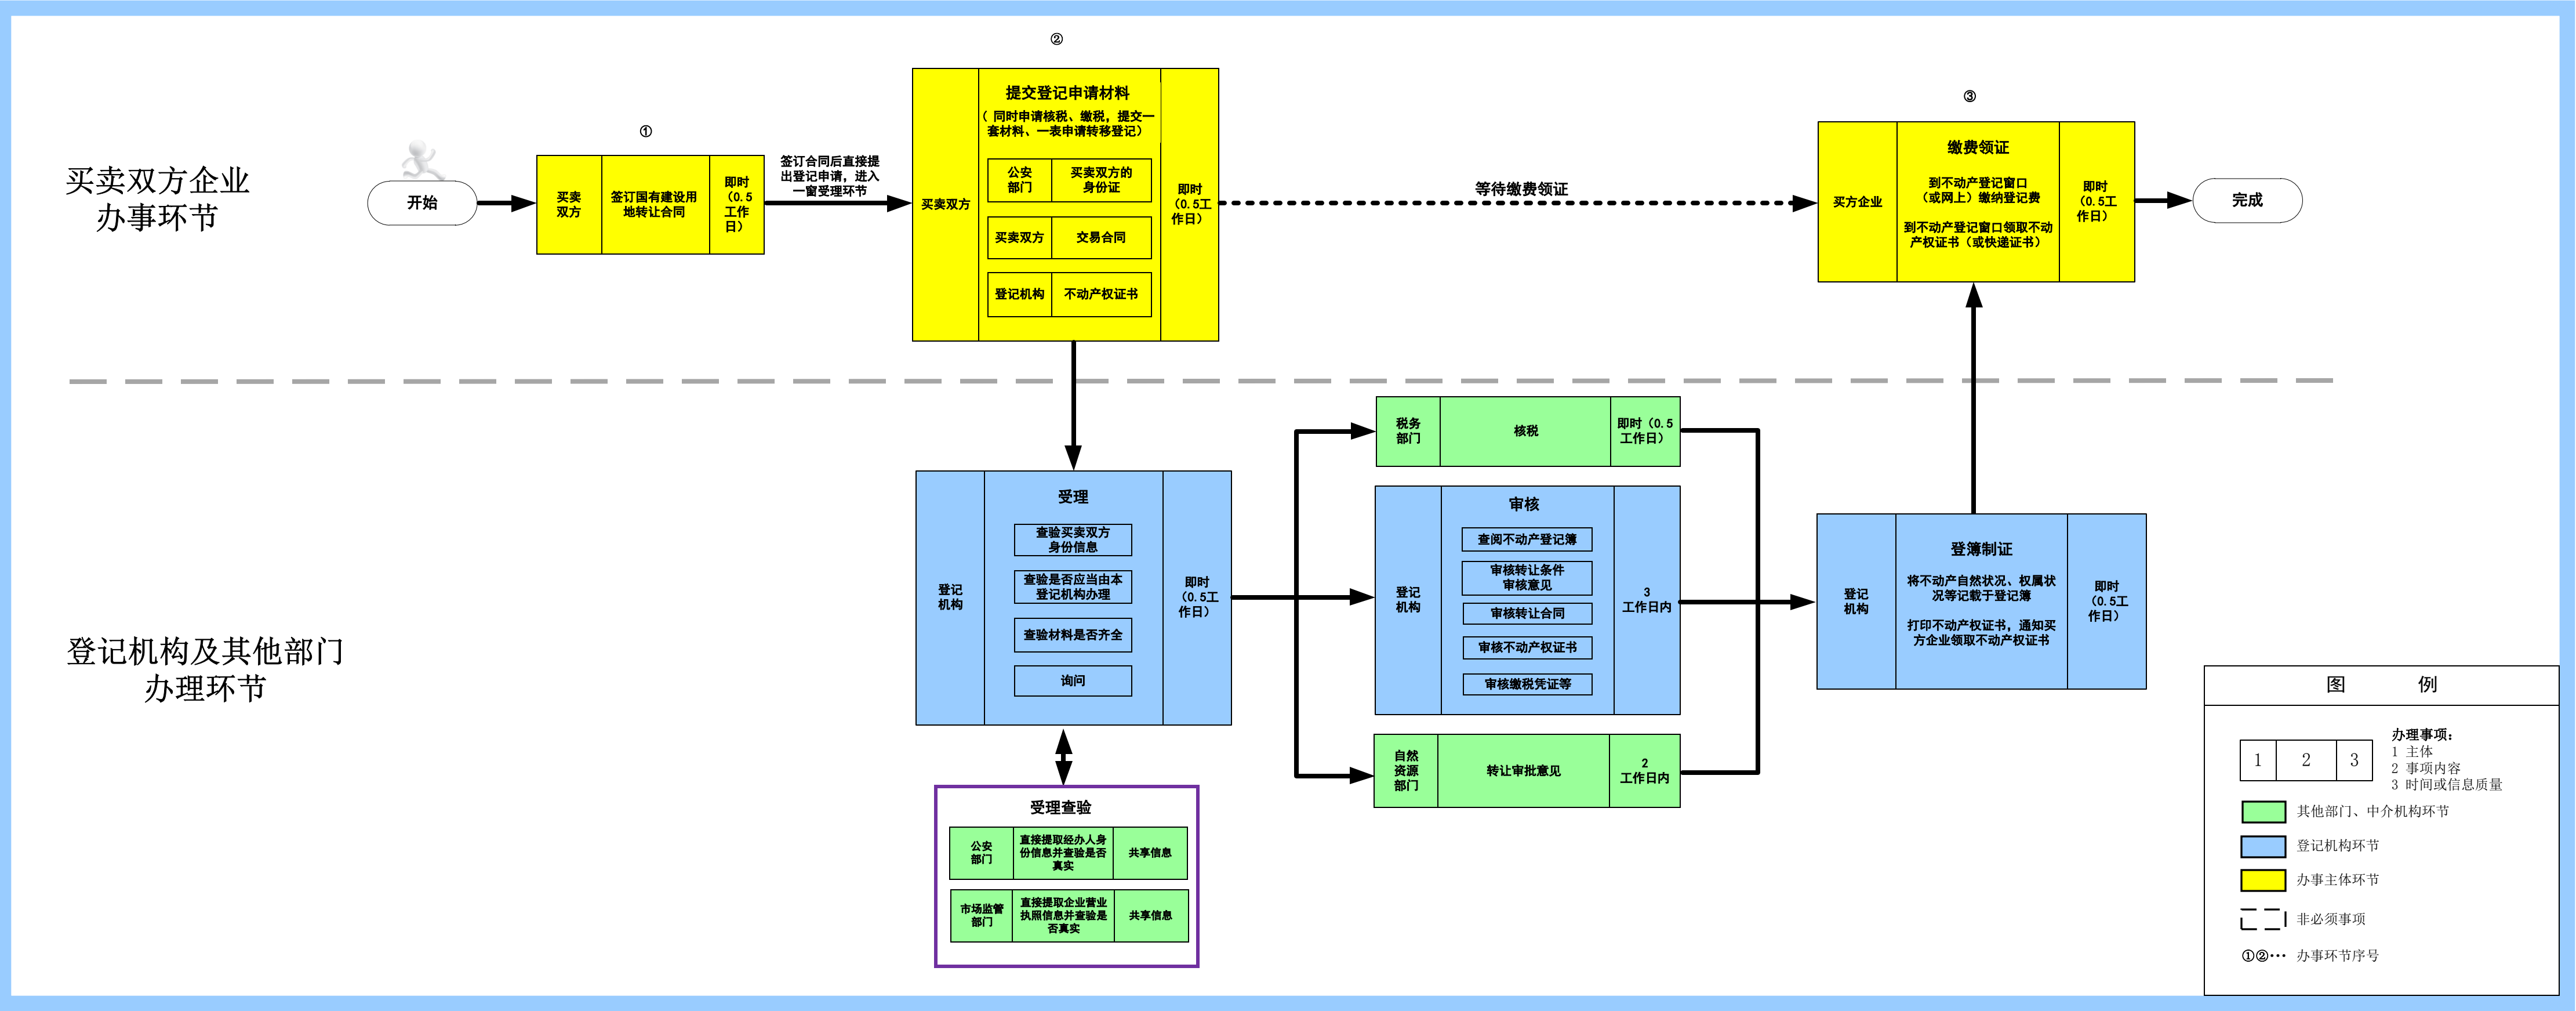 买卖双方企业
办事环节
开始
①
买卖
双方
签订国有建设用
地转让合同
即时
（0.5
工作
日）
签订合同后直接提
出登记申请，进入
一窗受理环节
②
买卖双方
提交登记申请材料
（ 同时申请核税、缴税，提交一
套材料、一表申请转移登记）
公安
部门
买卖双方的
身份证
买卖双方
交易合同
登记机构
不动产权证书
即时
（0.5工
作日）
等待缴费领证
③
买方企业
缴费领证
到不动产登记窗口
（或网上）缴纳登记费
到不动产登记窗口领取不动
产权证书（或快递证书）
即时
（0.5工
作日）
完成
登记机构及其他部门
办理环节
登记
机构
受理
查验买卖双方
身份信息
查验是否应当由本
登记机构办理
查验材料是否齐全
询问
即时
（0.5工
作日）
受理查验
公安
部门
直接提取经办人身
份信息并查验是否
真实
共享信息
市场监管
部门
直接提取企业营业
执照信息并查验是
否真实
共享信息
税务
部门
核税
即时（0.5
工作日）
登记
机构
审核
查阅不动产登记簿
审核转让条件
审核意见
审核转让合同
审核不动产权证书
审核缴税凭证等
3
工作日内
自然
资源
部门
转让审批意见
2
工作日内
登记
机构
登簿制证
将不动产自然状况、权属状
况等记载于登记簿
打印不动产权证书，通知买
方企业领取不动产权证书
即时
（0.5工
作日）
图 例
1 2 3
办理事项：
1 主体
2 事项内容
3 时间或信息质量
其他部门、中介机构环节
登记机构环节
办事主体环节
非必须事项
①②··· 办事环节序号